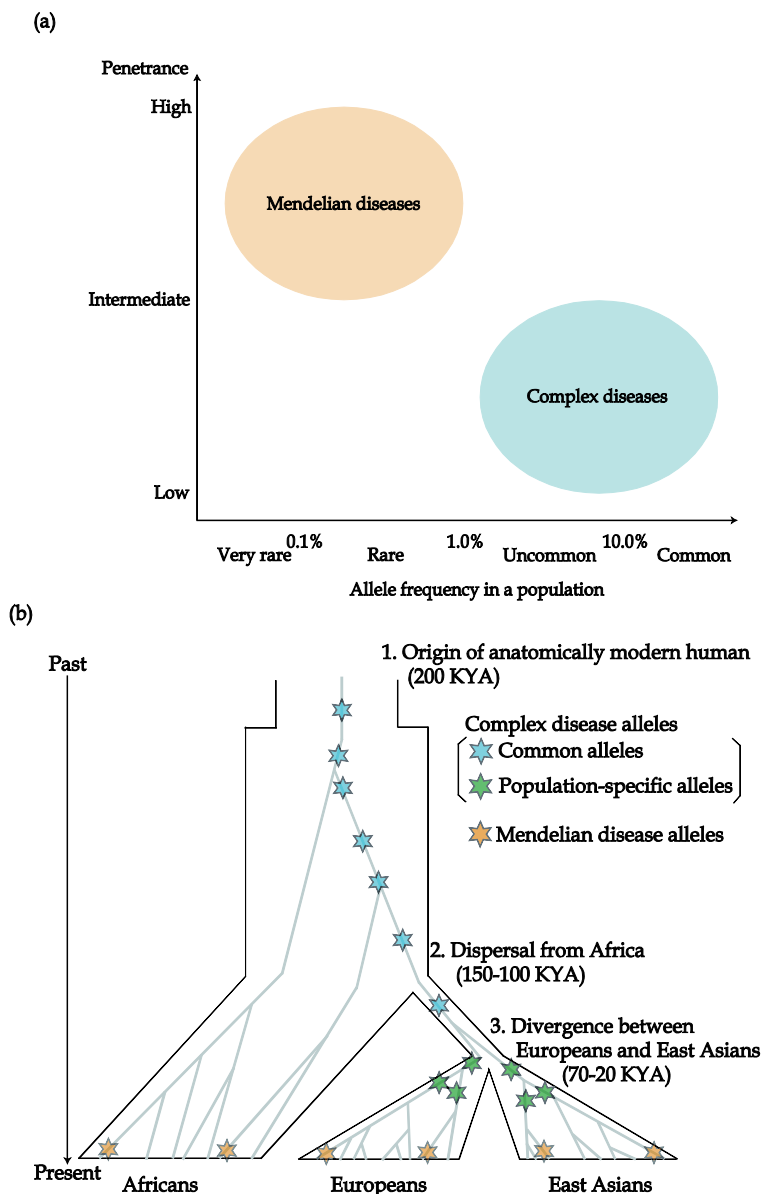 (a)
Penetrance
High
Mendelian diseases
Intermediate
Complex diseases
Low
0.1% 1.0% 10.0%
Very rare Rare Uncommon Common
Allele frequency in a population
(b)
Past
1. Origin of anatomically modern human
(200 KYA)
Complex disease alleles
Common alleles
Population-specific alleles
Mendelian disease alleles
2. Dispersal from Africa
(150-100 KYA)
3. Divergence between
Europeans and East Asians
(70-20 KYA)
Present
Africans Europeans East Asians